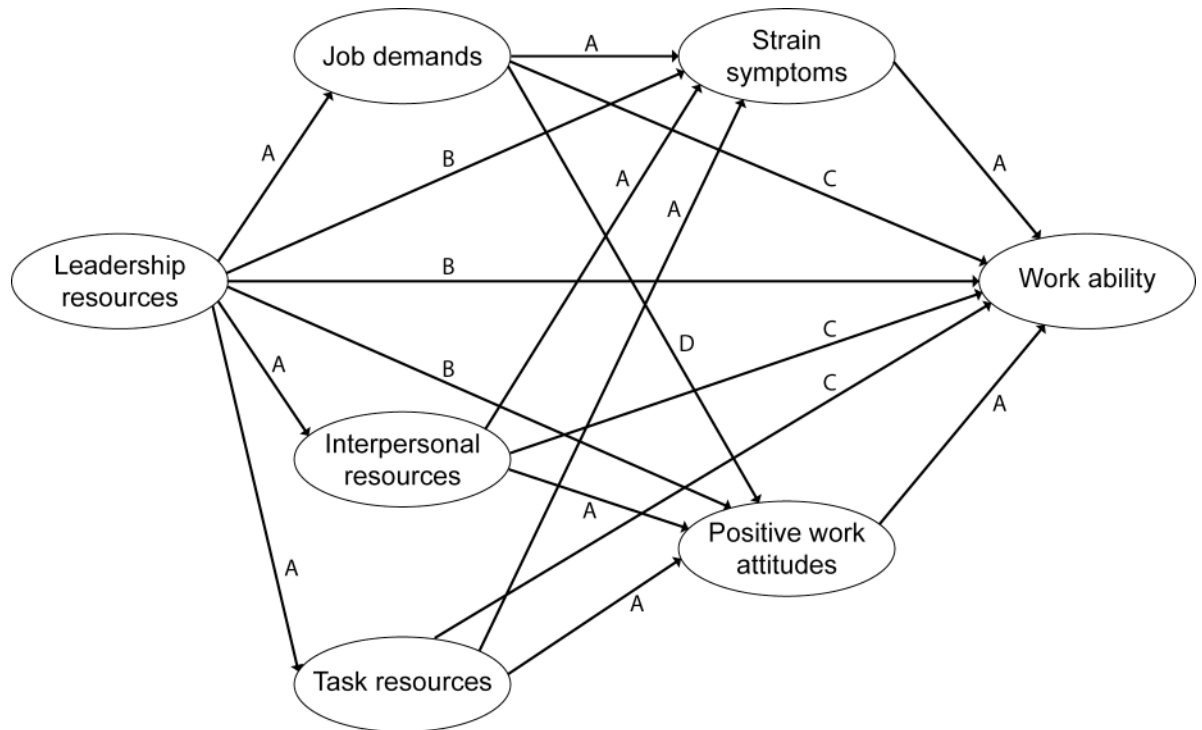 Job demands
Strain
symptoms
A
A
B
A
A
C
A
Leadership
resources
B
Work ability
A
B
D
C
C
A
Interpersonal
resources
A
Positive work
attitudes
A
A
Task resources